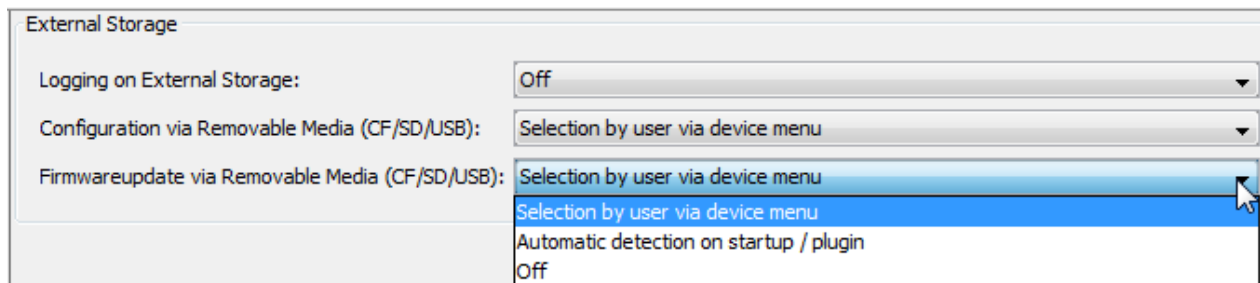 External Storage
Logging on External Storage: Off
Configuration via Removable Media (CF/SD/USB): Selection by user via device menu
Firmwareupdate via Removable Media (CF/SD/USB): Selection by user via device menu
Selection by user via device menu
Automatic detection on startup / plugin
Off